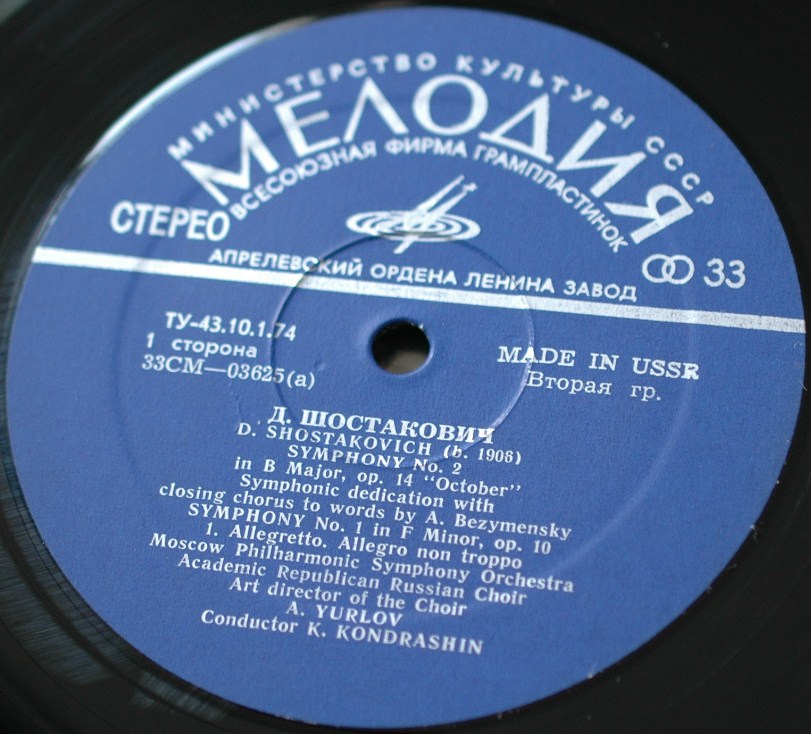 МИНИСТЕРСТВО КУЛЬТУРЫ СССР
МЕЛОДИЯ
ВСЕСОЮЗНАЯ ФИРМА ГРАМПЛАСТИНОК
СТЕРЕО
33
АПРЕЛЕВСКИЙ ОРДЕНА ЛЕНИНА ЗАВОД
ТУ-43.10.1.74
1 сторона
33СМ—03625(а)
MADE IN USSR
Вторая гр.
Д. ШОСТАКОВИЧ
D. SHOSTAKOVICH (b. 1906)
SYMPHONY No. 2
in B Major, op. 14 "October"
Symphonic dedication with
closing chorus to words by A. Bezymensky
SYMPHONY No. 1 in F Minor, op. 10
1. Allegretto. Allegro non troppo
Moscow Philharmonic Symphony Orchestra
Academic Republican Russian Choir
Art director of the Choir
A. YURLOV
Conductor K. KONDRASHIN